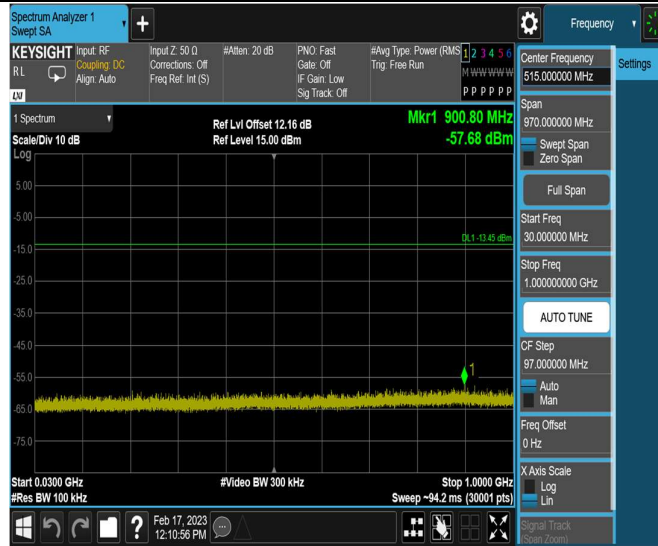 Spectrum Analyzer 1
Swept SA
Frequency
KEYSIGHT
RL
LXI
Input: RF
Coupling: DC
Align: Auto
Input Z: 50 Ω
Corrections: Off
Freq Ref: Int (S)
#Atten: 20 dB
PNO: Fast
Gate: Off
IF Gain: Low
Sig Track: Off
#Avg Type: Power (RMS
Trig: Free Run
1 2 3 4 5 6
M W W W W W
P P P P P P
1 Spectrum
Scale/Div 10 dB
Log
Ref Lvl Offset 12.16 dB
Ref Level 15.00 dBm
Mkr1 900.80 MHz
-57.68 dBm
5.00
-5.00
-15.0
-25.0
-35.0
-45.0
-55.0
-65.0
-75.0
DL1 -13.45 dBm
1
Start 0.0300 GHz
#Res BW 100 kHz
#Video BW 300 kHz
Stop 1.0000 GHz
Sweep ~94.2 ms (30001 pts)
Feb 17, 2023
12:10:56 PM
Center Frequency
515.000000 MHz
Settings
Span
970.000000 MHz
Swept Span
Zero Span
Full Span
Start Freq
30.000000 MHz
Stop Freq
1.000000000 GHz
AUTO TUNE
CF Step
97.000000 MHz
Auto
Man
Freq Offset
0 Hz
X Axis Scale
Log
Lin
Signal Track
(Span Zoom)